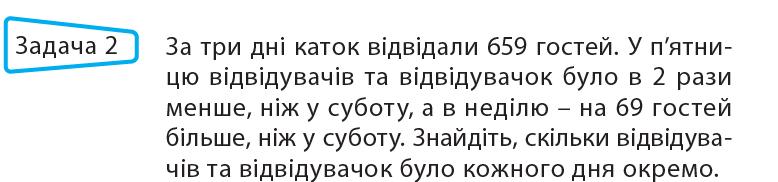 Задача 2
За три дні каток відвідали 659 гостей. У п’ятни-
цю відвідувачів та відвідувачок було в 2 рази
менше, ніж у суботу, а в неділю – на 69 гостей
більше, ніж у суботу. Знайдіть, скільки відвідува-
чів та відвідувачок було кожного дня окремо.